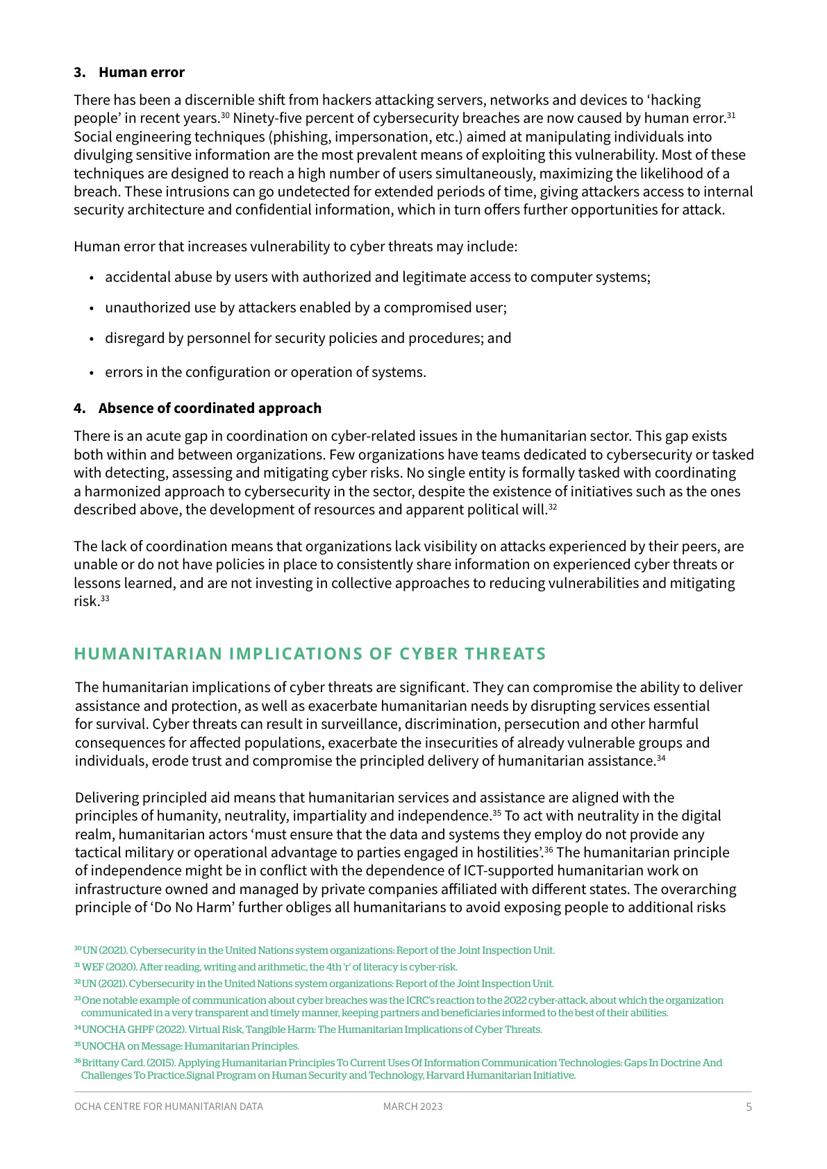 3. Human error
There has been a discernible shift from hackers attacking servers, networks and devices to ‘hacking
people’ in recent years.³⁰ Ninety-five percent of cybersecurity breaches are now caused by human error.³¹
Social engineering techniques (phishing, impersonation, etc.) aimed at manipulating individuals into
divulging sensitive information are the most prevalent means of exploiting this vulnerability. Most of these
techniques are designed to reach a high number of users simultaneously, maximizing the likelihood of a
breach. These intrusions can go undetected for extended periods of time, giving attackers access to internal
security architecture and confidential information, which in turn offers further opportunities for attack.
Human error that increases vulnerability to cyber threats may include:
• accidental abuse by users with authorized and legitimate access to computer systems;
• unauthorized use by attackers enabled by a compromised user;
• disregard by personnel for security policies and procedures; and
• errors in the configuration or operation of systems.
4. Absence of coordinated approach
There is an acute gap in coordination on cyber-related issues in the humanitarian sector. This gap exists
both within and between organizations. Few organizations have teams dedicated to cybersecurity or tasked
with detecting, assessing and mitigating cyber risks. No single entity is formally tasked with coordinating
a harmonized approach to cybersecurity in the sector, despite the existence of initiatives such as the ones
described above, the development of resources and apparent political will.³²
The lack of coordination means that organizations lack visibility on attacks experienced by their peers, are
unable or do not have policies in place to consistently share information on experienced cyber threats or
lessons learned, and are not investing in collective approaches to reducing vulnerabilities and mitigating
risk.³³
HUMANITARIAN IMPLICATIONS OF CYBER THREATS
The humanitarian implications of cyber threats are significant. They can compromise the ability to deliver
assistance and protection, as well as exacerbate humanitarian needs by disrupting services essential
for survival. Cyber threats can result in surveillance, discrimination, persecution and other harmful
consequences for affected populations, exacerbate the insecurities of already vulnerable groups and
individuals, erode trust and compromise the principled delivery of humanitarian assistance.³⁴
Delivering principled aid means that humanitarian services and assistance are aligned with the
principles of humanity, neutrality, impartiality and independence.³⁵ To act with neutrality in the digital
realm, humanitarian actors ‘must ensure that the data and systems they employ do not provide any
tactical military or operational advantage to parties engaged in hostilities’.³⁶ The humanitarian principle
of independence might be in conflict with the dependence of ICT-supported humanitarian work on
infrastructure owned and managed by private companies affiliated with different states. The overarching
principle of ‘Do No Harm’ further obliges all humanitarians to avoid exposing people to additional risks
³⁰ UN (2021). Cybersecurity in the United Nations system organizations: Report of the Joint Inspection Unit.
³¹ WEF (2020). After reading, writing and arithmetic, the 4th ‘r’ of literacy is cyber-risk.
³² UN (2021). Cybersecurity in the United Nations system organizations: Report of the Joint Inspection Unit.
³³ One notable example of communication about cyber breaches was the ICRC’s reaction to the 2022 cyber-attack, about which the organization
communicated in a very transparent and timely manner, keeping partners and beneficiaries informed to the best of their abilities.
³⁴ UNOCHA GHPF (2022). Virtual Risk, Tangible Harm: The Humanitarian Implications of Cyber Threats.
³⁵ UNOCHA on Message: Humanitarian Principles.
³⁶ Brittany Card. (2015). Applying Humanitarian Principles To Current Uses Of Information Communication Technologies: Gaps In Doctrine And
Challenges To Practice.Signal Program on Human Security and Technology, Harvard Humanitarian Initiative.
OCHA CENTRE FOR HUMANITARIAN DATA MARCH 2023 5